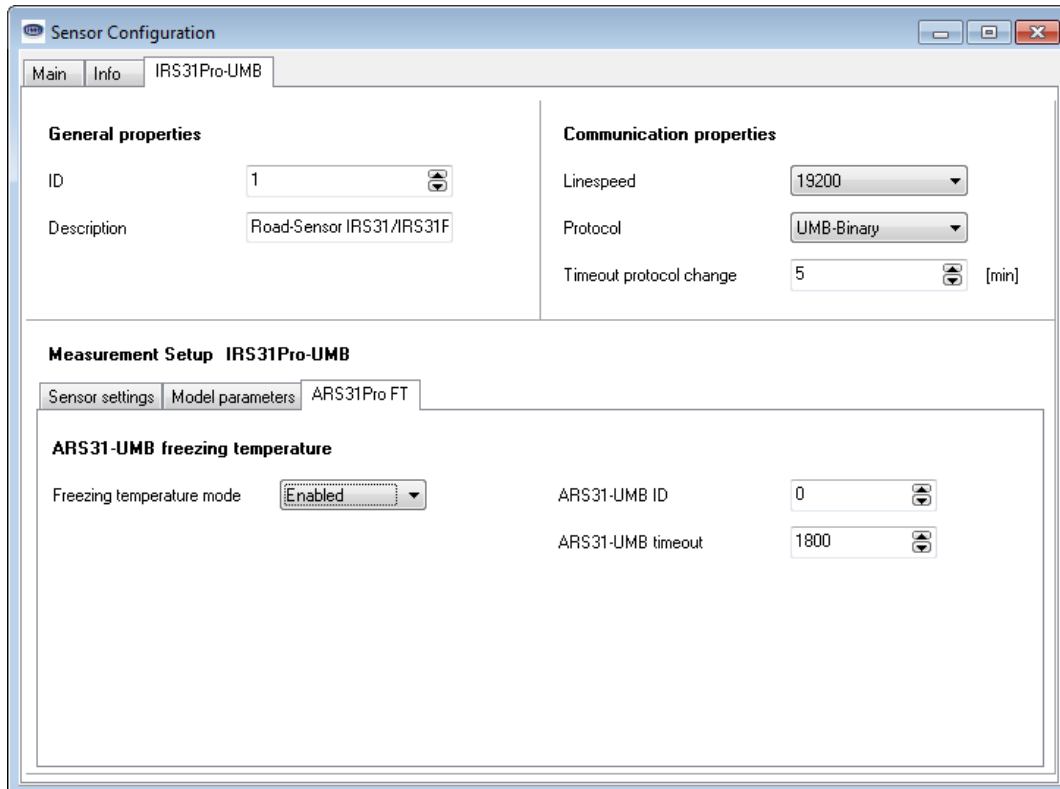 Sensor Configuration
Main Info IRS31Pro-UMB
General properties
ID 1
Description Road-Sensor IRS31/IRS31F
Communication properties
Linespeed 19200
Protocol UMB-Binary
Timeout protocol change 5 [min]
Measurement Setup IRS31Pro-UMB
Sensor settings Model parameters ARS31Pro FT
ARS31-UMB freezing temperature
Freezing temperature mode Enabled
ARS31-UMB ID 0
ARS31-UMB timeout 1800